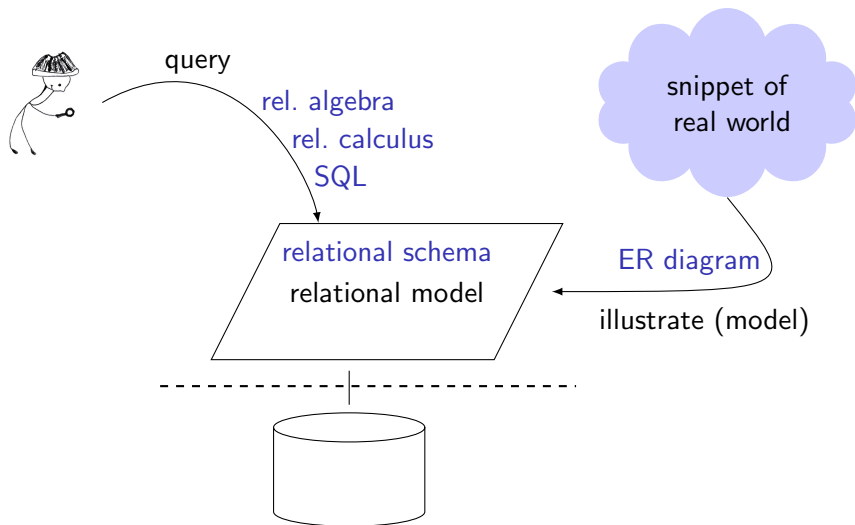 query
rel. algebra
rel. calculus
SQL
snippet of
real world
relational schema
relational model
ER diagram
illustrate (model)